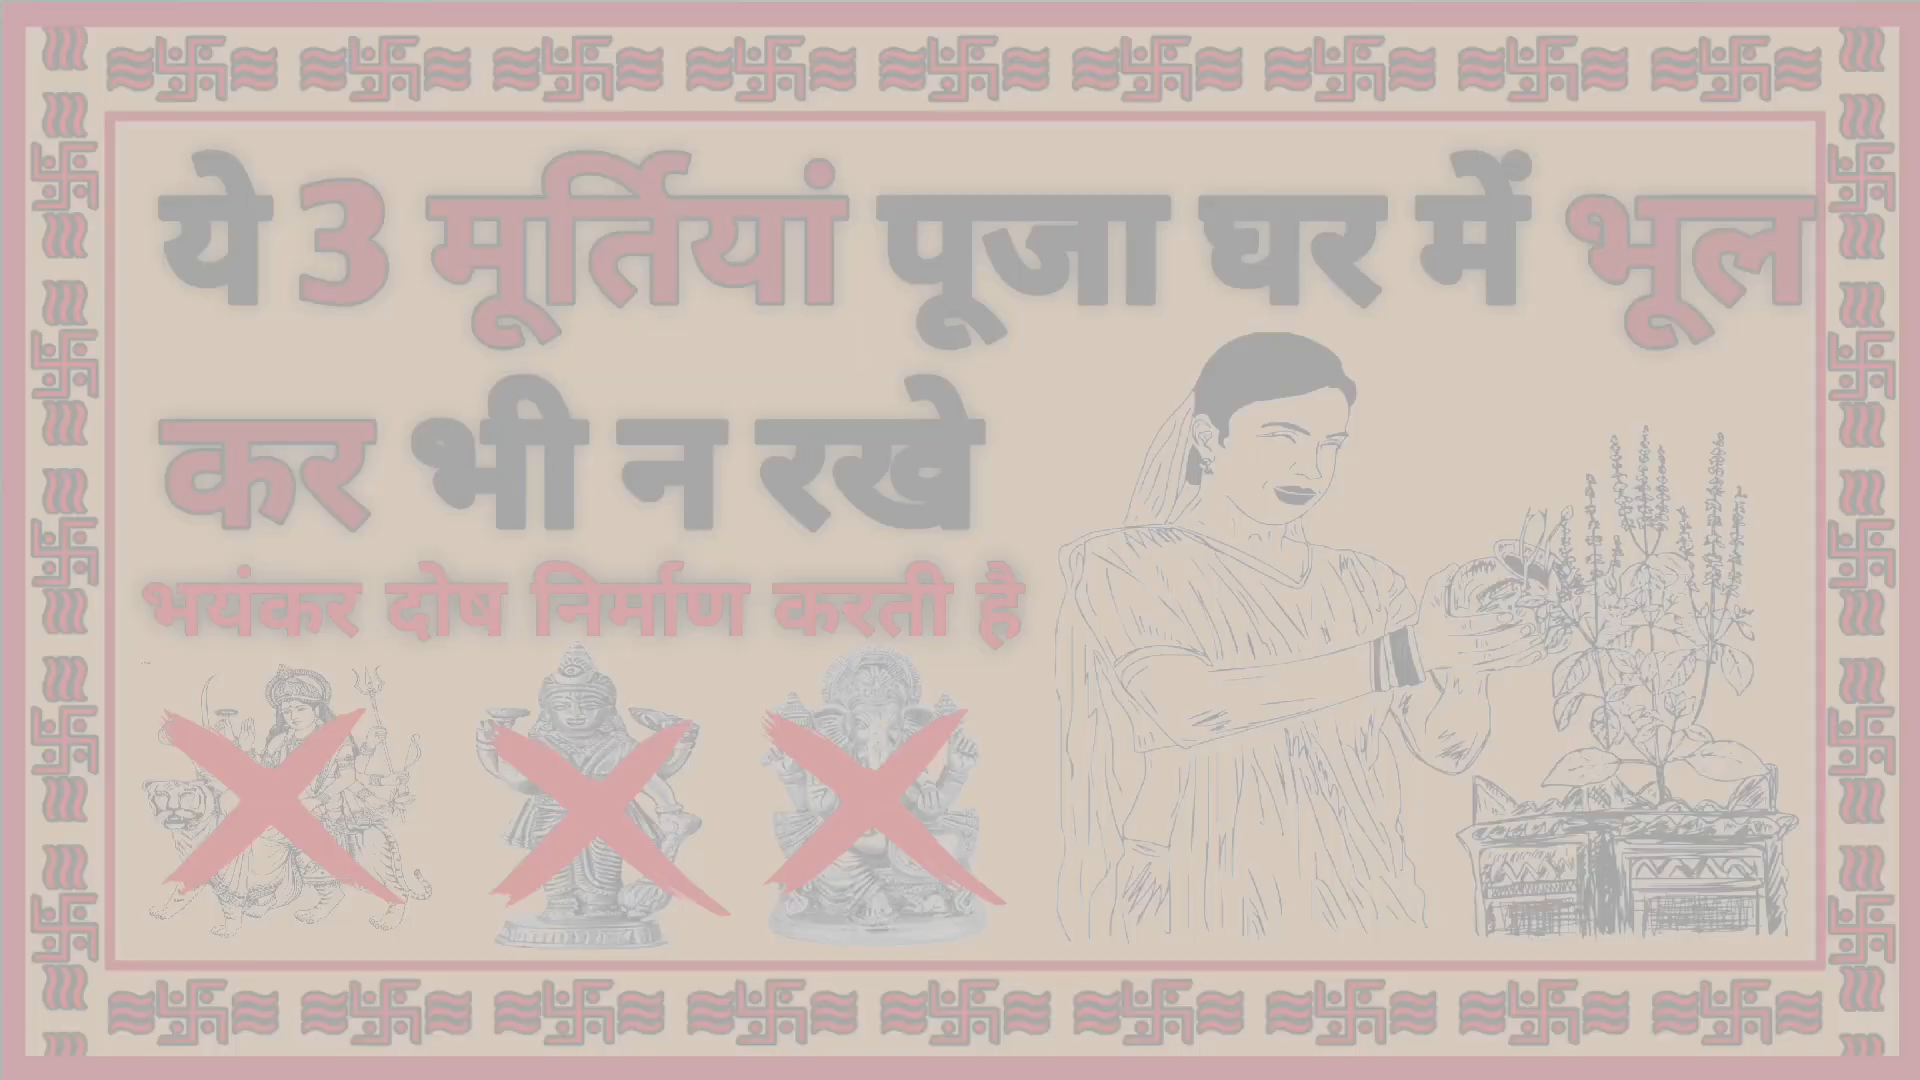 ये 3 मूर्तियां पूजा घर में भूल
कर भी न रखे
भयंकर दोष निर्माण करती है